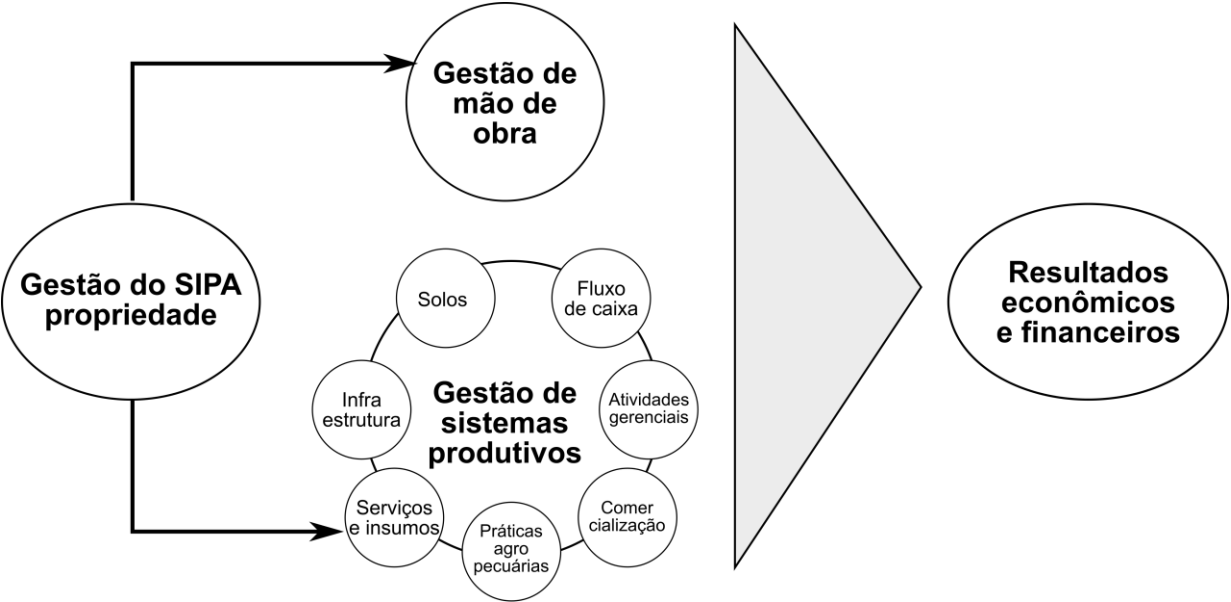 Gestão de
mão de
obra
Gestão do SIPA
propriedade
Solos
Fluxo
de caixa
Infra
estrutura
Gestão de
sistemas
produtivos
Atividades
gerenciais
Serviços
e insumos
Práticas
agro
pecuárias
Comer
cialização
Resultados
econômicos
e financeiros